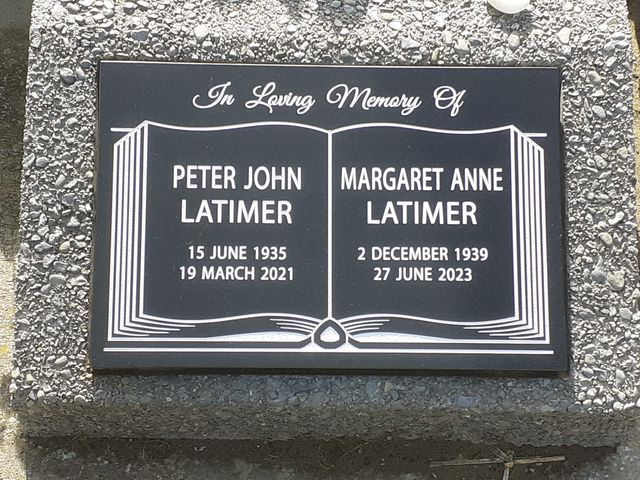 In Loving Memory Of
PETER JOHN
LATIMER
15 JUNE 1935
19 MARCH 2021
MARGARET ANNE
LATIMER
2 DECEMBER 1939
27 JUNE 2023